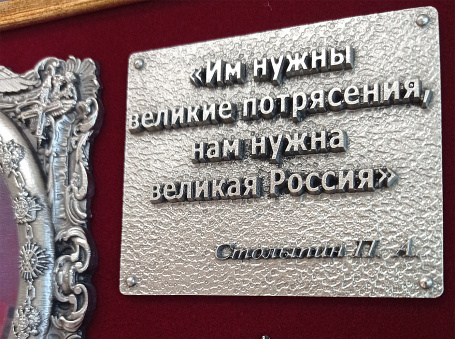 «Им нужны
великие потрясения,
нам нужна
великая Россия»
Столыпин П. А.